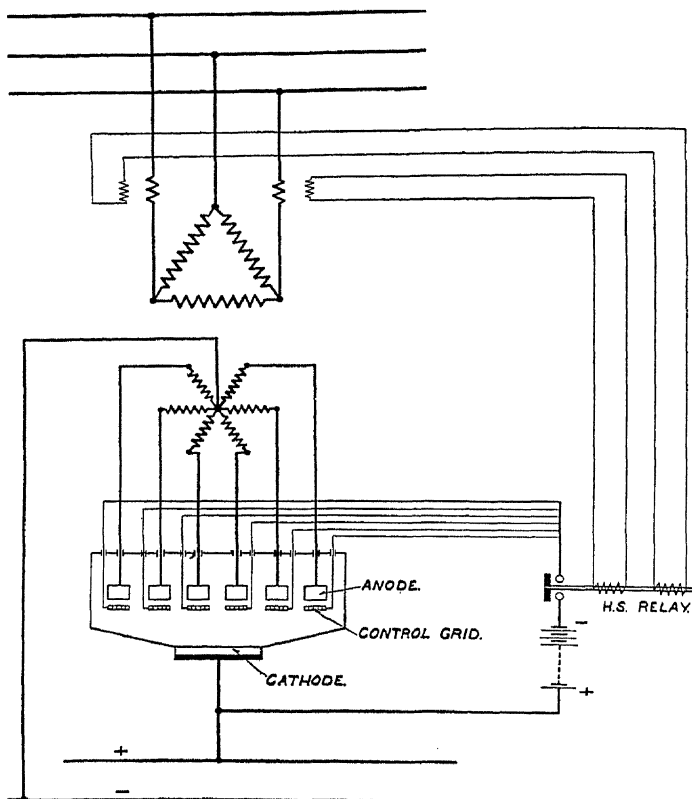 ANODE.
H.S. RELAY.
CONTROL GRID.
-
CATHODE.
+
+
-